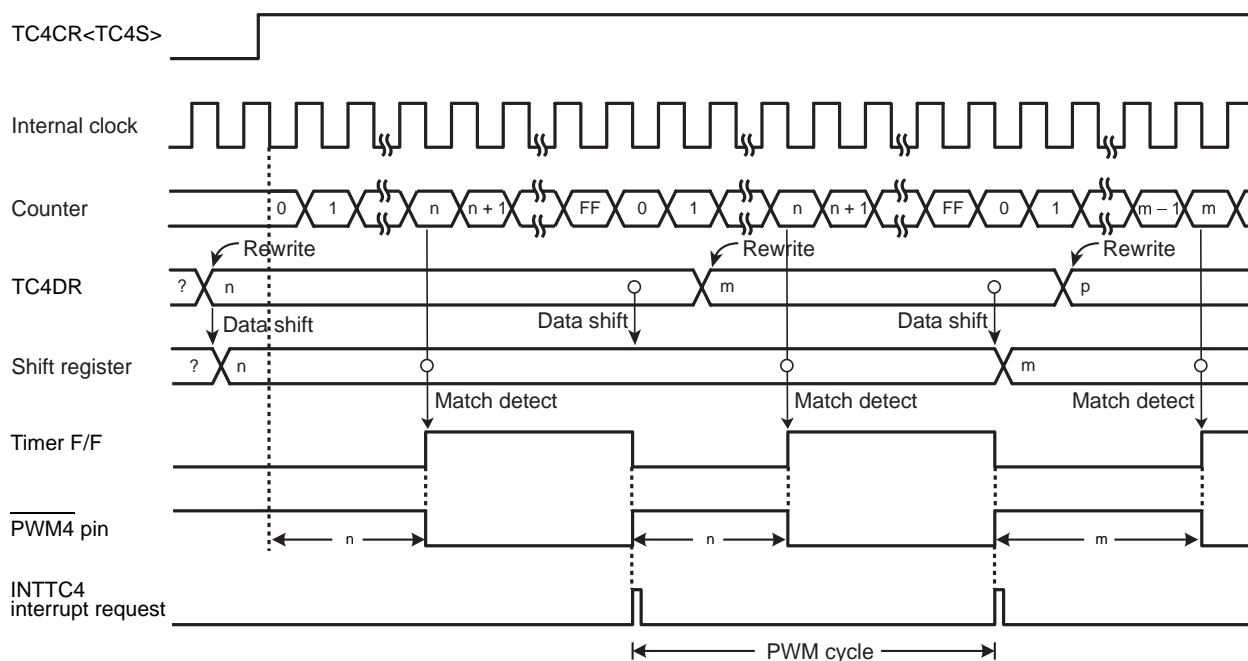 TC4CR<TC4S>
Internal clock
Counter 0 1 n n + 1 FF 0 1 n n + 1 FF 0 1 m – 1 m
Rewrite Rewrite Rewrite
TC4DR ? n m p
Data shift Data shift Data shift
Shift register ? n m
Match detect Match detect Match detect
Timer F/F
PWM4 pin n n m
INTTC4
interrupt request
PWM cycle